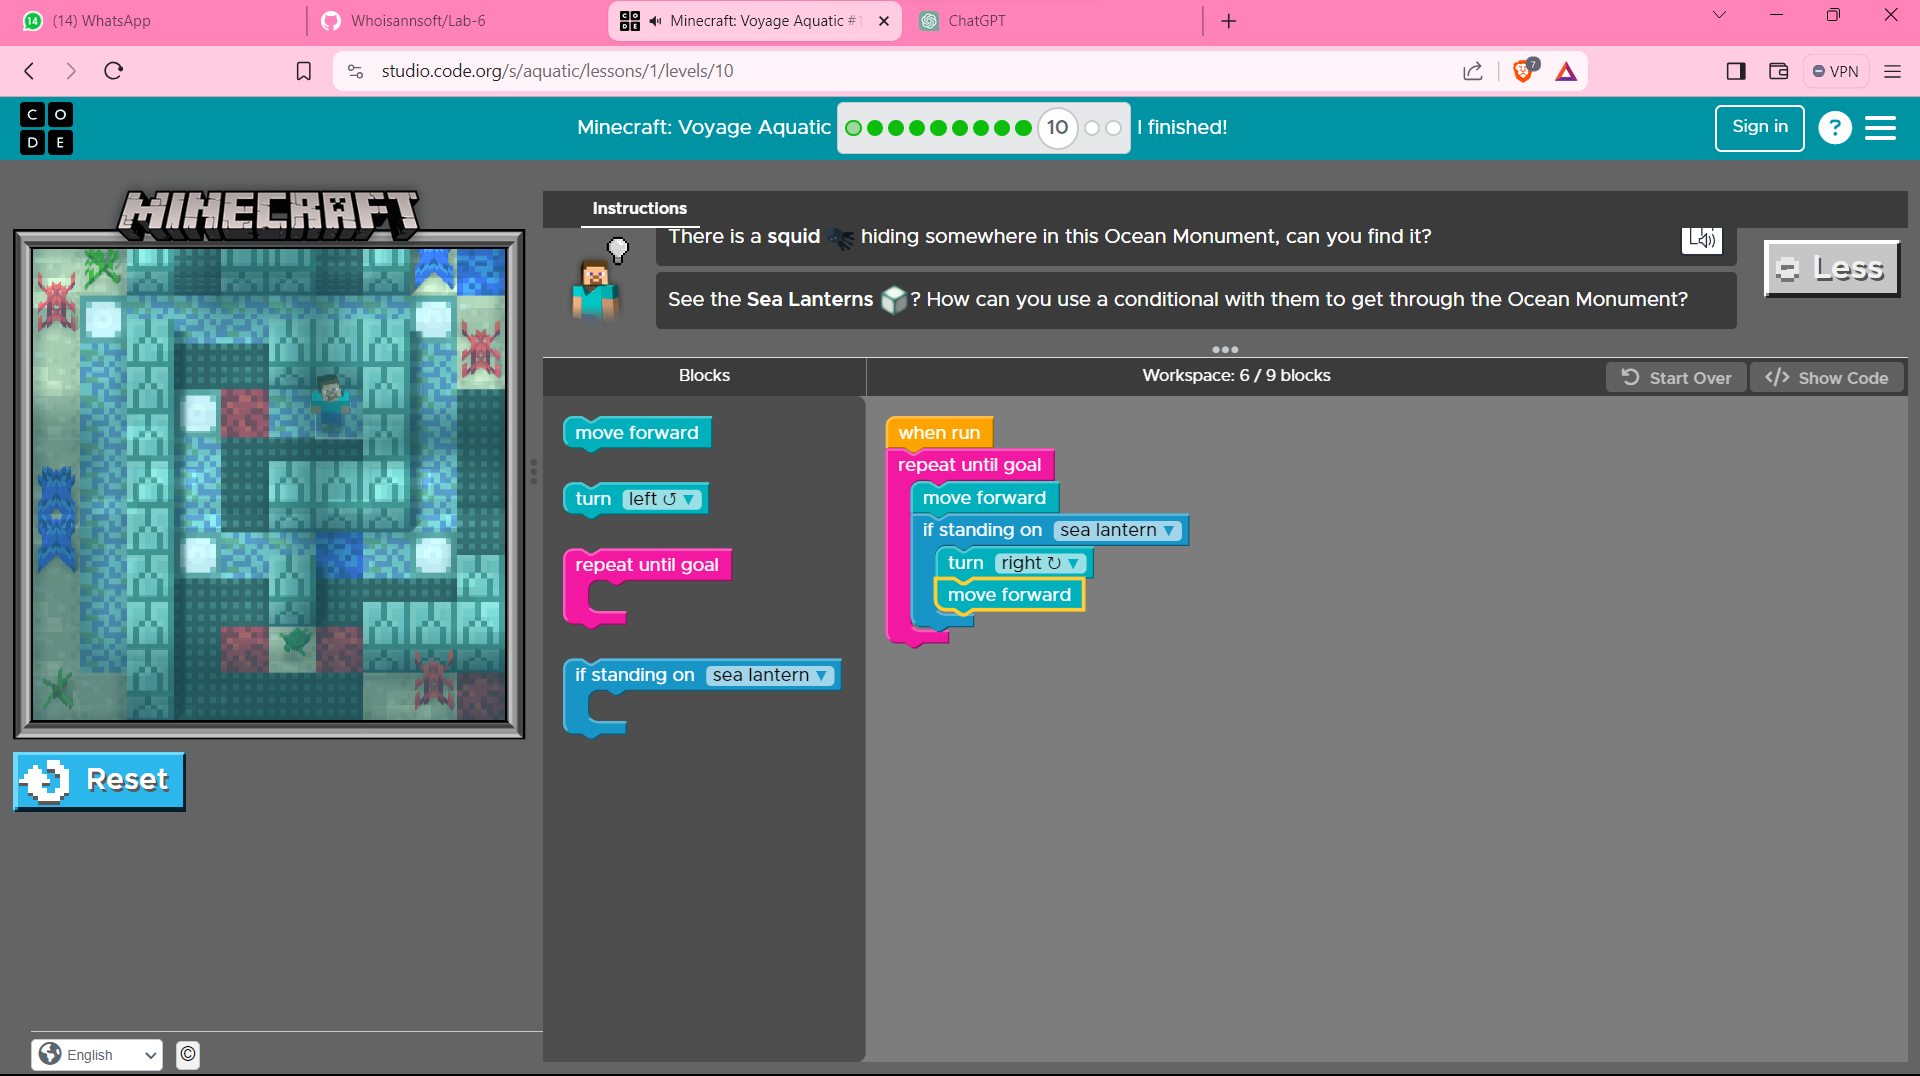 14
(14) WhatsApp
Whoisannsoft/Lab-6
C O D E
Minecraft: Voyage Aquatic #1
ChatGPT
studio.code.org/s/aquatic/lessons/1/levels/10
7
VPN
C O
D E
Minecraft: Voyage Aquatic
10
I finished!
Sign in
?
MINECRAFT
Instructions
There is a squid hiding somewhere in this Ocean Monument, can you find it?
See the Sea Lanterns ? How can you use a conditional with them to get through the Ocean Monument?
Less
Blocks
Workspace: 6 / 9 blocks
Start Over
Show Code
move forward
turn left ↺ ▼
repeat until goal
if standing on sea lantern ▼
when run
repeat until goal
move forward
if standing on sea lantern ▼
turn right ↻ ▼
move forward
Reset
English
©